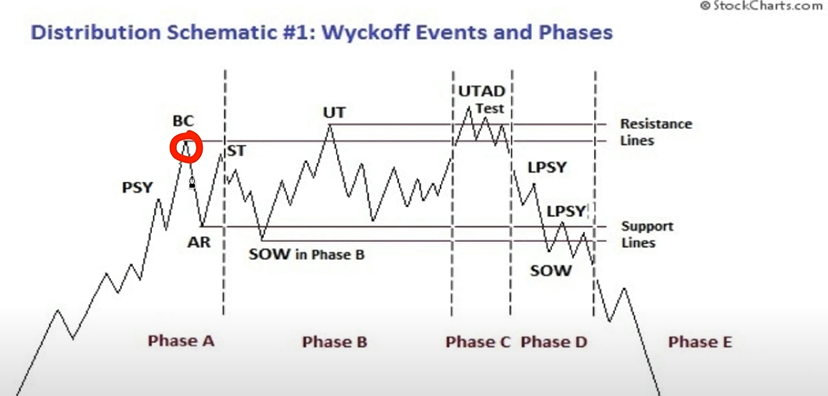 © StockCharts.com
Distribution Schematic #1: Wyckoff Events and Phases
UTAD
Test
BC
UT
Resistance
Lines
ST
LPSY
PSY
LPSY
AR
Support
Lines
SOW in Phase B
SOW
Phase A
Phase B
Phase C
Phase D
Phase E